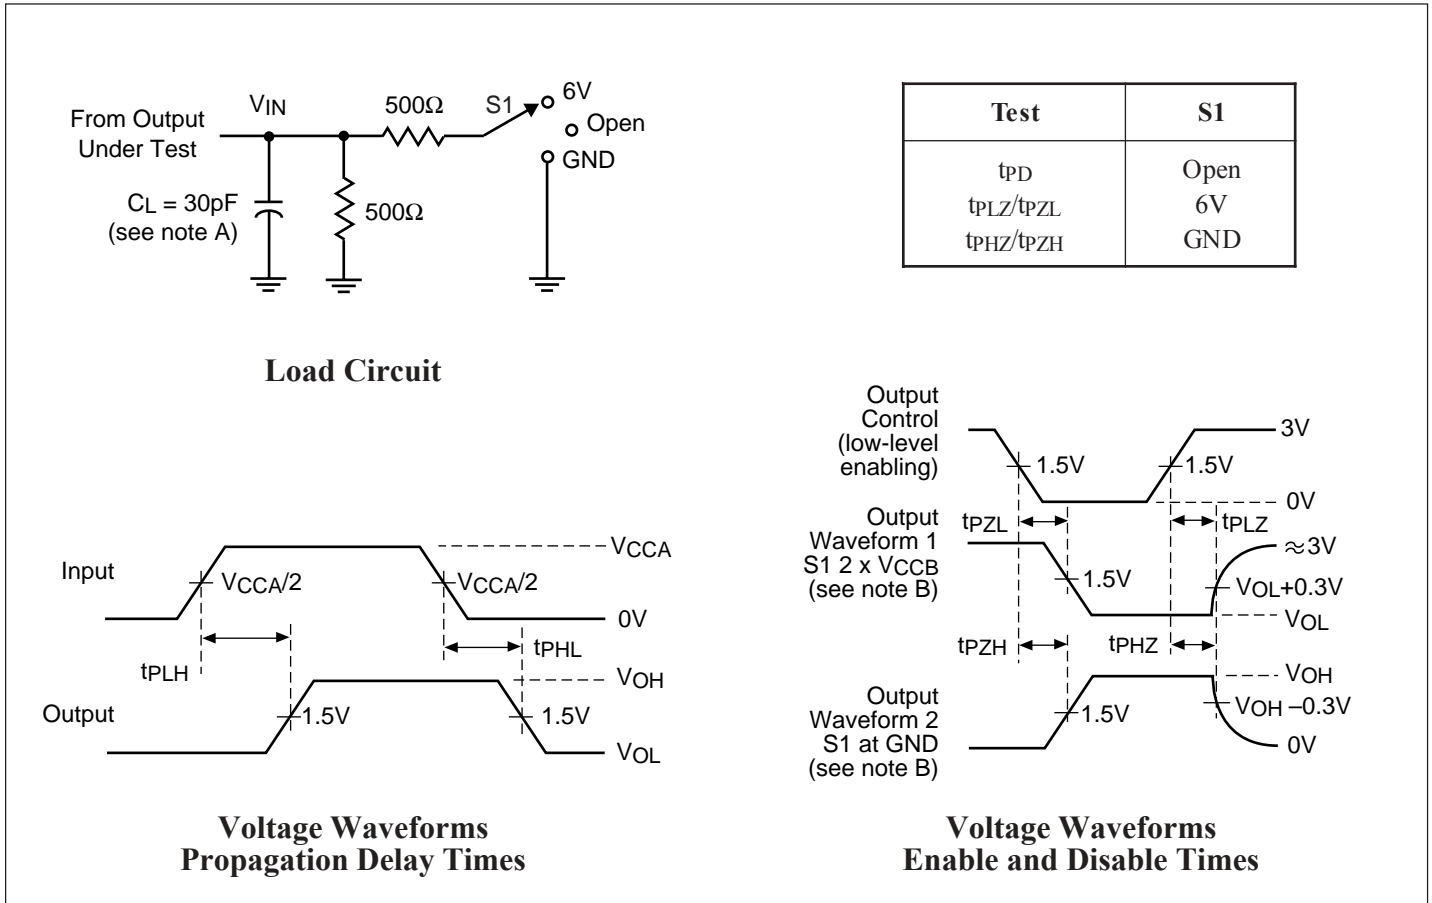 From Output
Under Test
VIN
500Ω
S1
6V
Open
GND
CL = 30pF
(see note A)
500Ω
Load Circuit
Test S1
tPD Open
tPLZ/tPZL 6V
tPHZ/tPZH GND
Input
VCCA/2
VCCA/2
VCCA
0V
tPLH
tPHL
Output
1.5V
1.5V
VOH
VOL
Voltage Waveforms
Propagation Delay Times
Output
Control
(low-level
enabling)
1.5V
1.5V
3V
0V
Output
Waveform 1
S1 2 x VCCB
(see note B)
tPZL
tPLZ
1.5V
≈3V
VOL+0.3V
VOL
tPZH
tPHZ
Output
Waveform 2
S1 at GND
(see note B)
1.5V
VOH
VOH –0.3V
0V
Voltage Waveforms
Enable and Disable Times